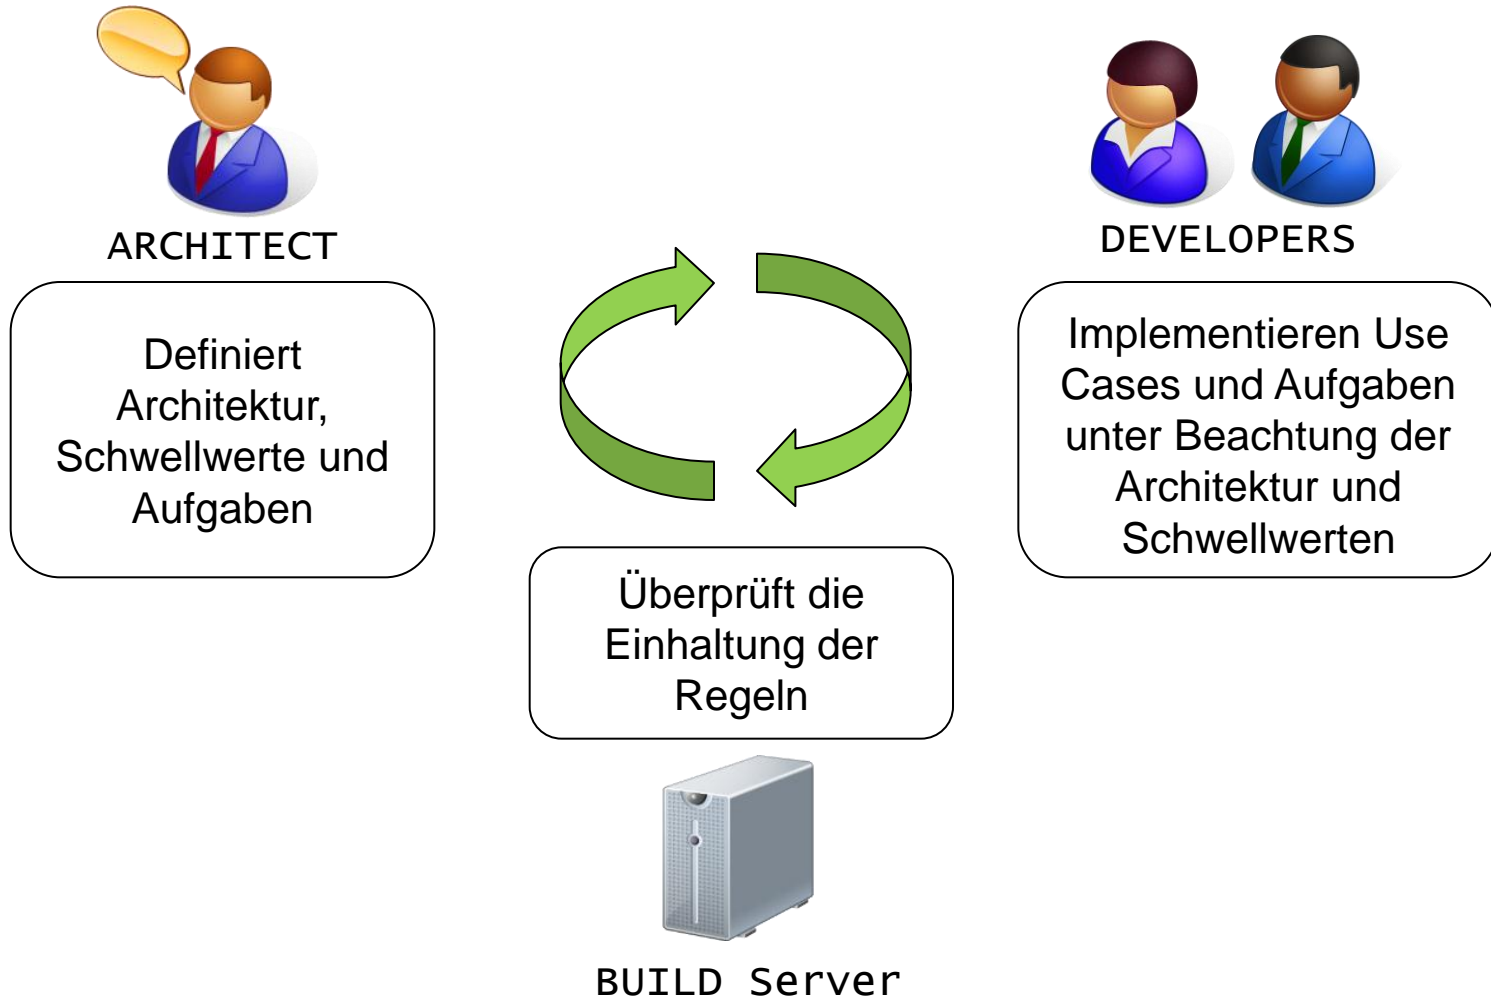 ARCHITECT
Definiert
Architektur,
Schwellwerte und
Aufgaben
DEVELOPERS
Implementieren Use
Cases und Aufgaben
unter Beachtung der
Architektur und
Schwellwerten
Überprüft die
Einhaltung der
Regeln
BUILD Server